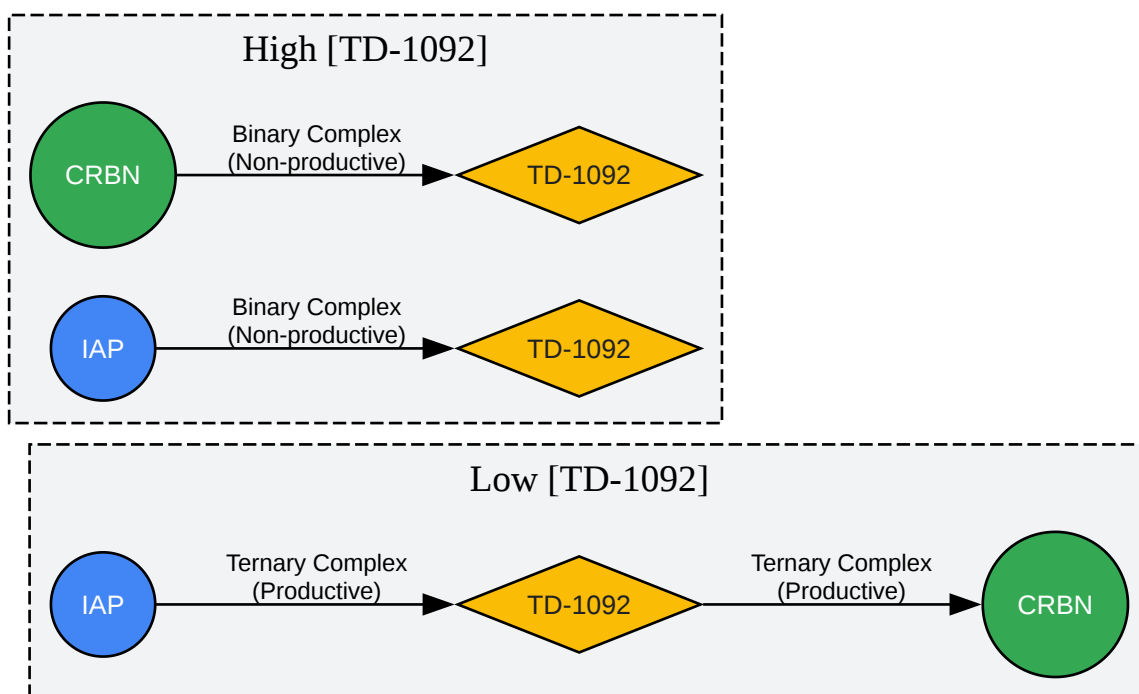 High [TD-1092]
CRBN
Binary Complex
(Non-productive)
TD-1092
IAP
Binary Complex
(Non-productive)
TD-1092
Low [TD-1092]
IAP
Ternary Complex
(Productive)
TD-1092
Ternary Complex
(Productive)
CRBN